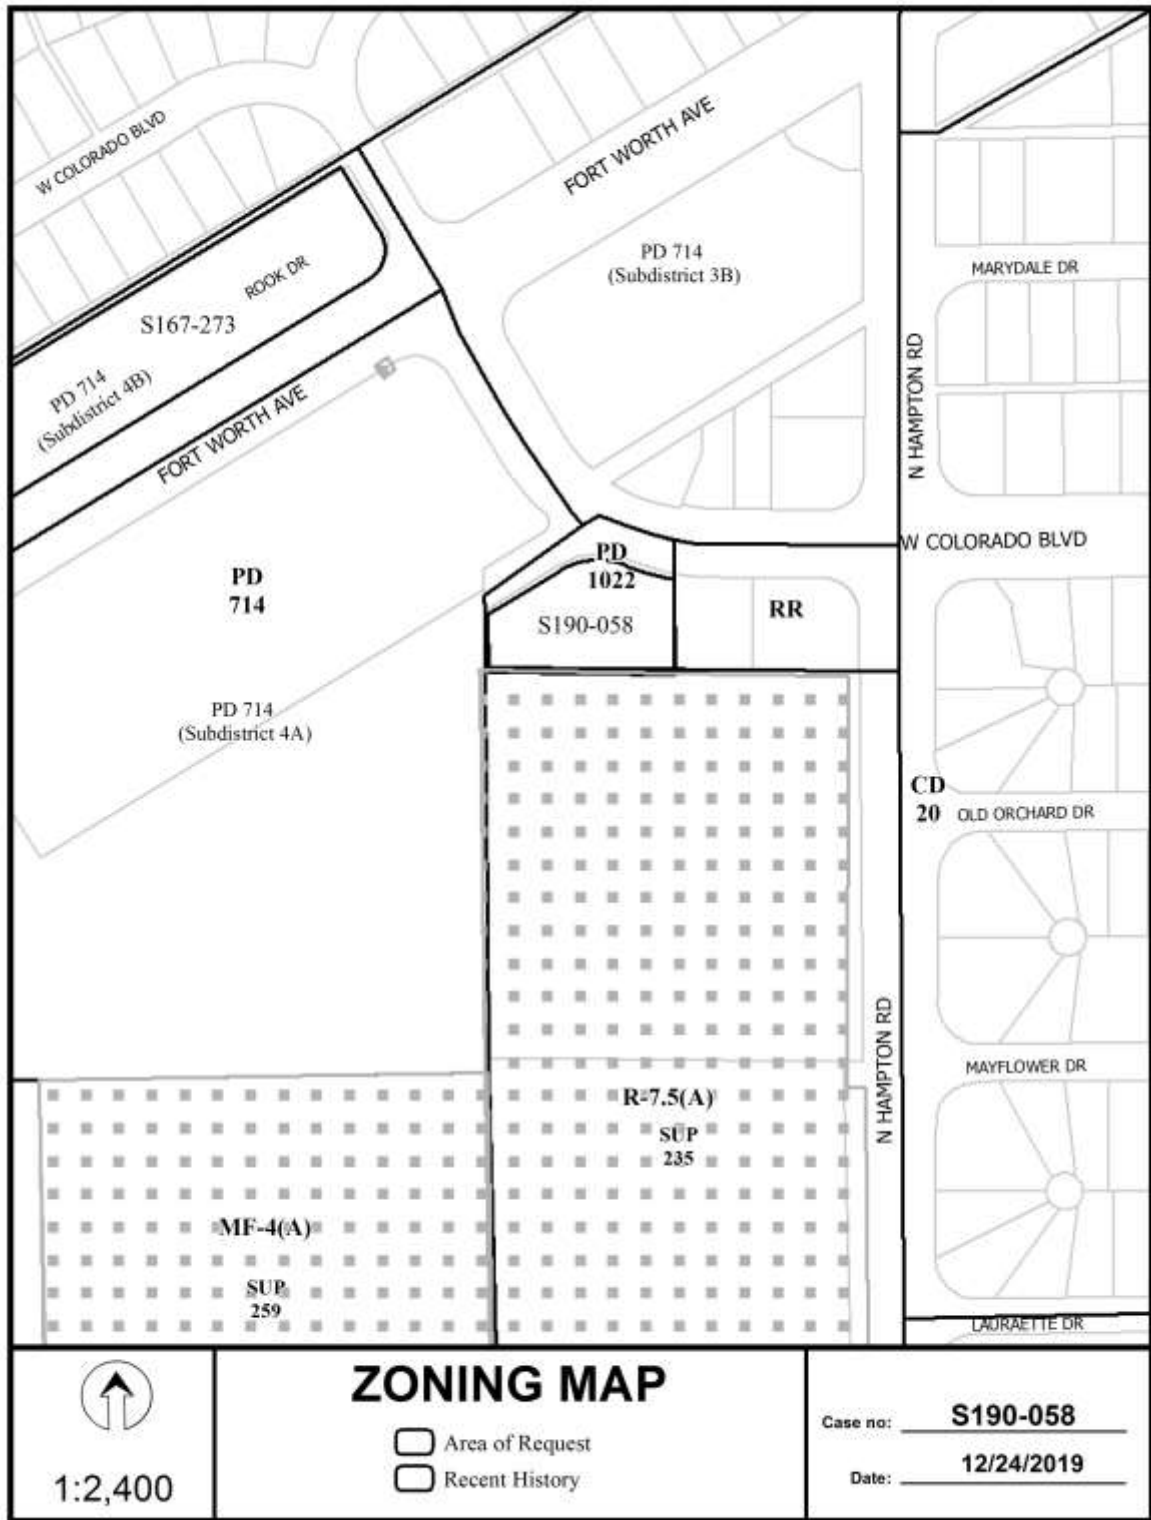 W COLORADO BLVD
FORT WORTH AVE
PD 714
(Subdistrict 3B)
MARYDALE DR
ROOK DR
S167-273
N HAMPTON RD
PD 714
(Subdistrict 4B)
FORT WORTH AVE
W COLORADO BLVD
PD
1022
PD
714
S190-058
RR
PD 714
(Subdistrict 4A)
CD
20
OLD ORCHARD DR
N HAMPTON RD
MAYFLOWER DR
R-7.5(A)
SUP
235
MF-4(A)
SUP
259
LAURAETTE DR
1:2,400
ZONING MAP
Area of Request
Recent History
Case no: S190-058
Date: 12/24/2019